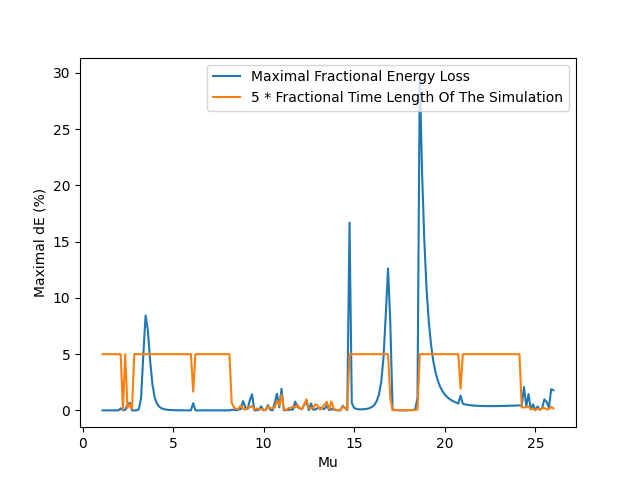 Maximal Fractional Energy Loss
5 * Fractional Time Length Of The Simulation
Maximal dE (%)
30
25
20
15
10
5
0
0 5 10 15 20 25
Mu